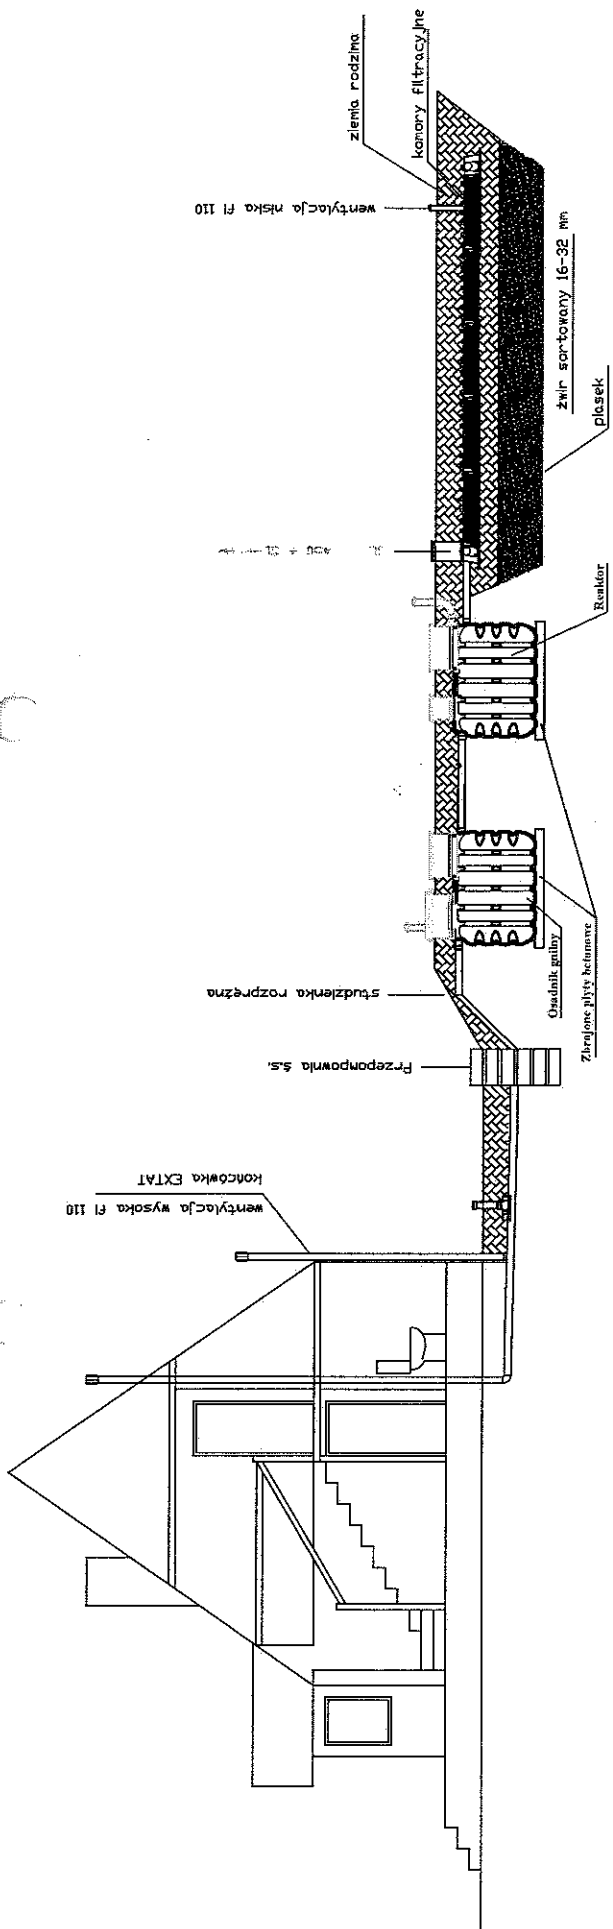 ziemia rodzima
komory filtracyjne
wentylacja niska fi 110
żwir sortowany 16-32 mm
piasek
Reaktor
studzienka rozprężna
Osadnik gnilny
Zbrojone płyty betonowe
Przepompownia ś.s.
wentylacja wysoka fi 110
końcówka EXTAT